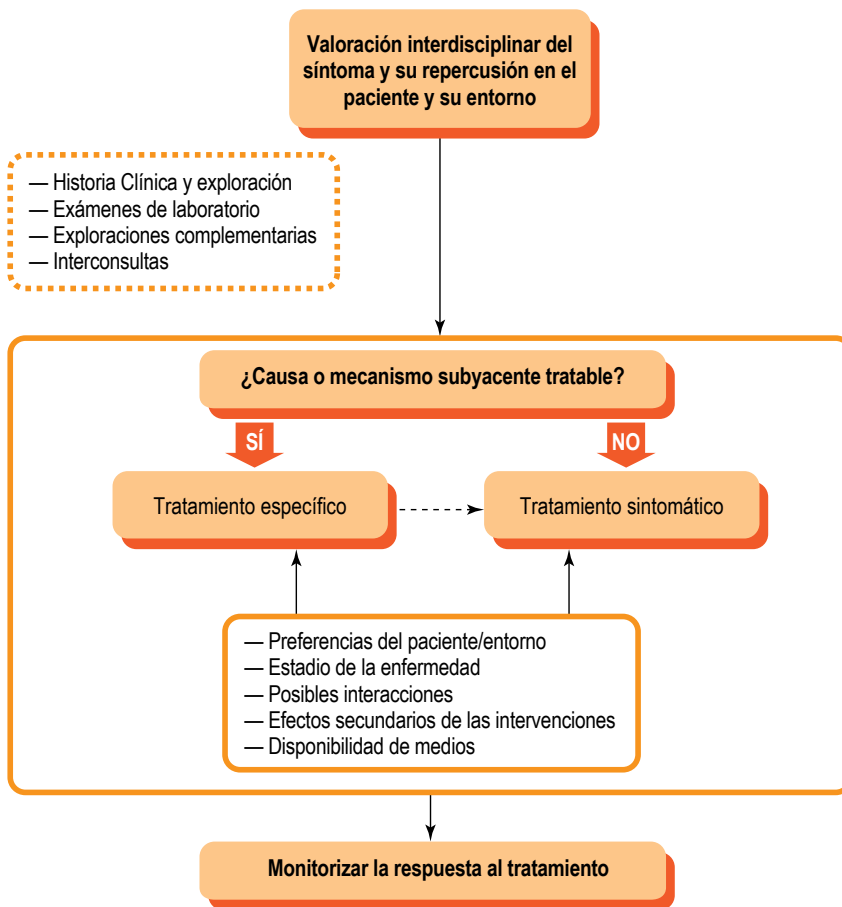 Valoración interdisciplinar del
síntoma y su repercusión en el
paciente y su entorno
— Historia Clínica y exploración
— Exámenes de laboratorio
— Exploraciones complementarias
— Interconsultas
¿Causa o mecanismo subyacente tratable?
SÍ
NO
Tratamiento específico
Tratamiento sintomático
— Preferencias del paciente/entorno
— Estadio de la enfermedad
— Posibles interacciones
— Efectos secundarios de las intervenciones
— Disponibilidad de medios
Monitorizar la respuesta al tratamiento